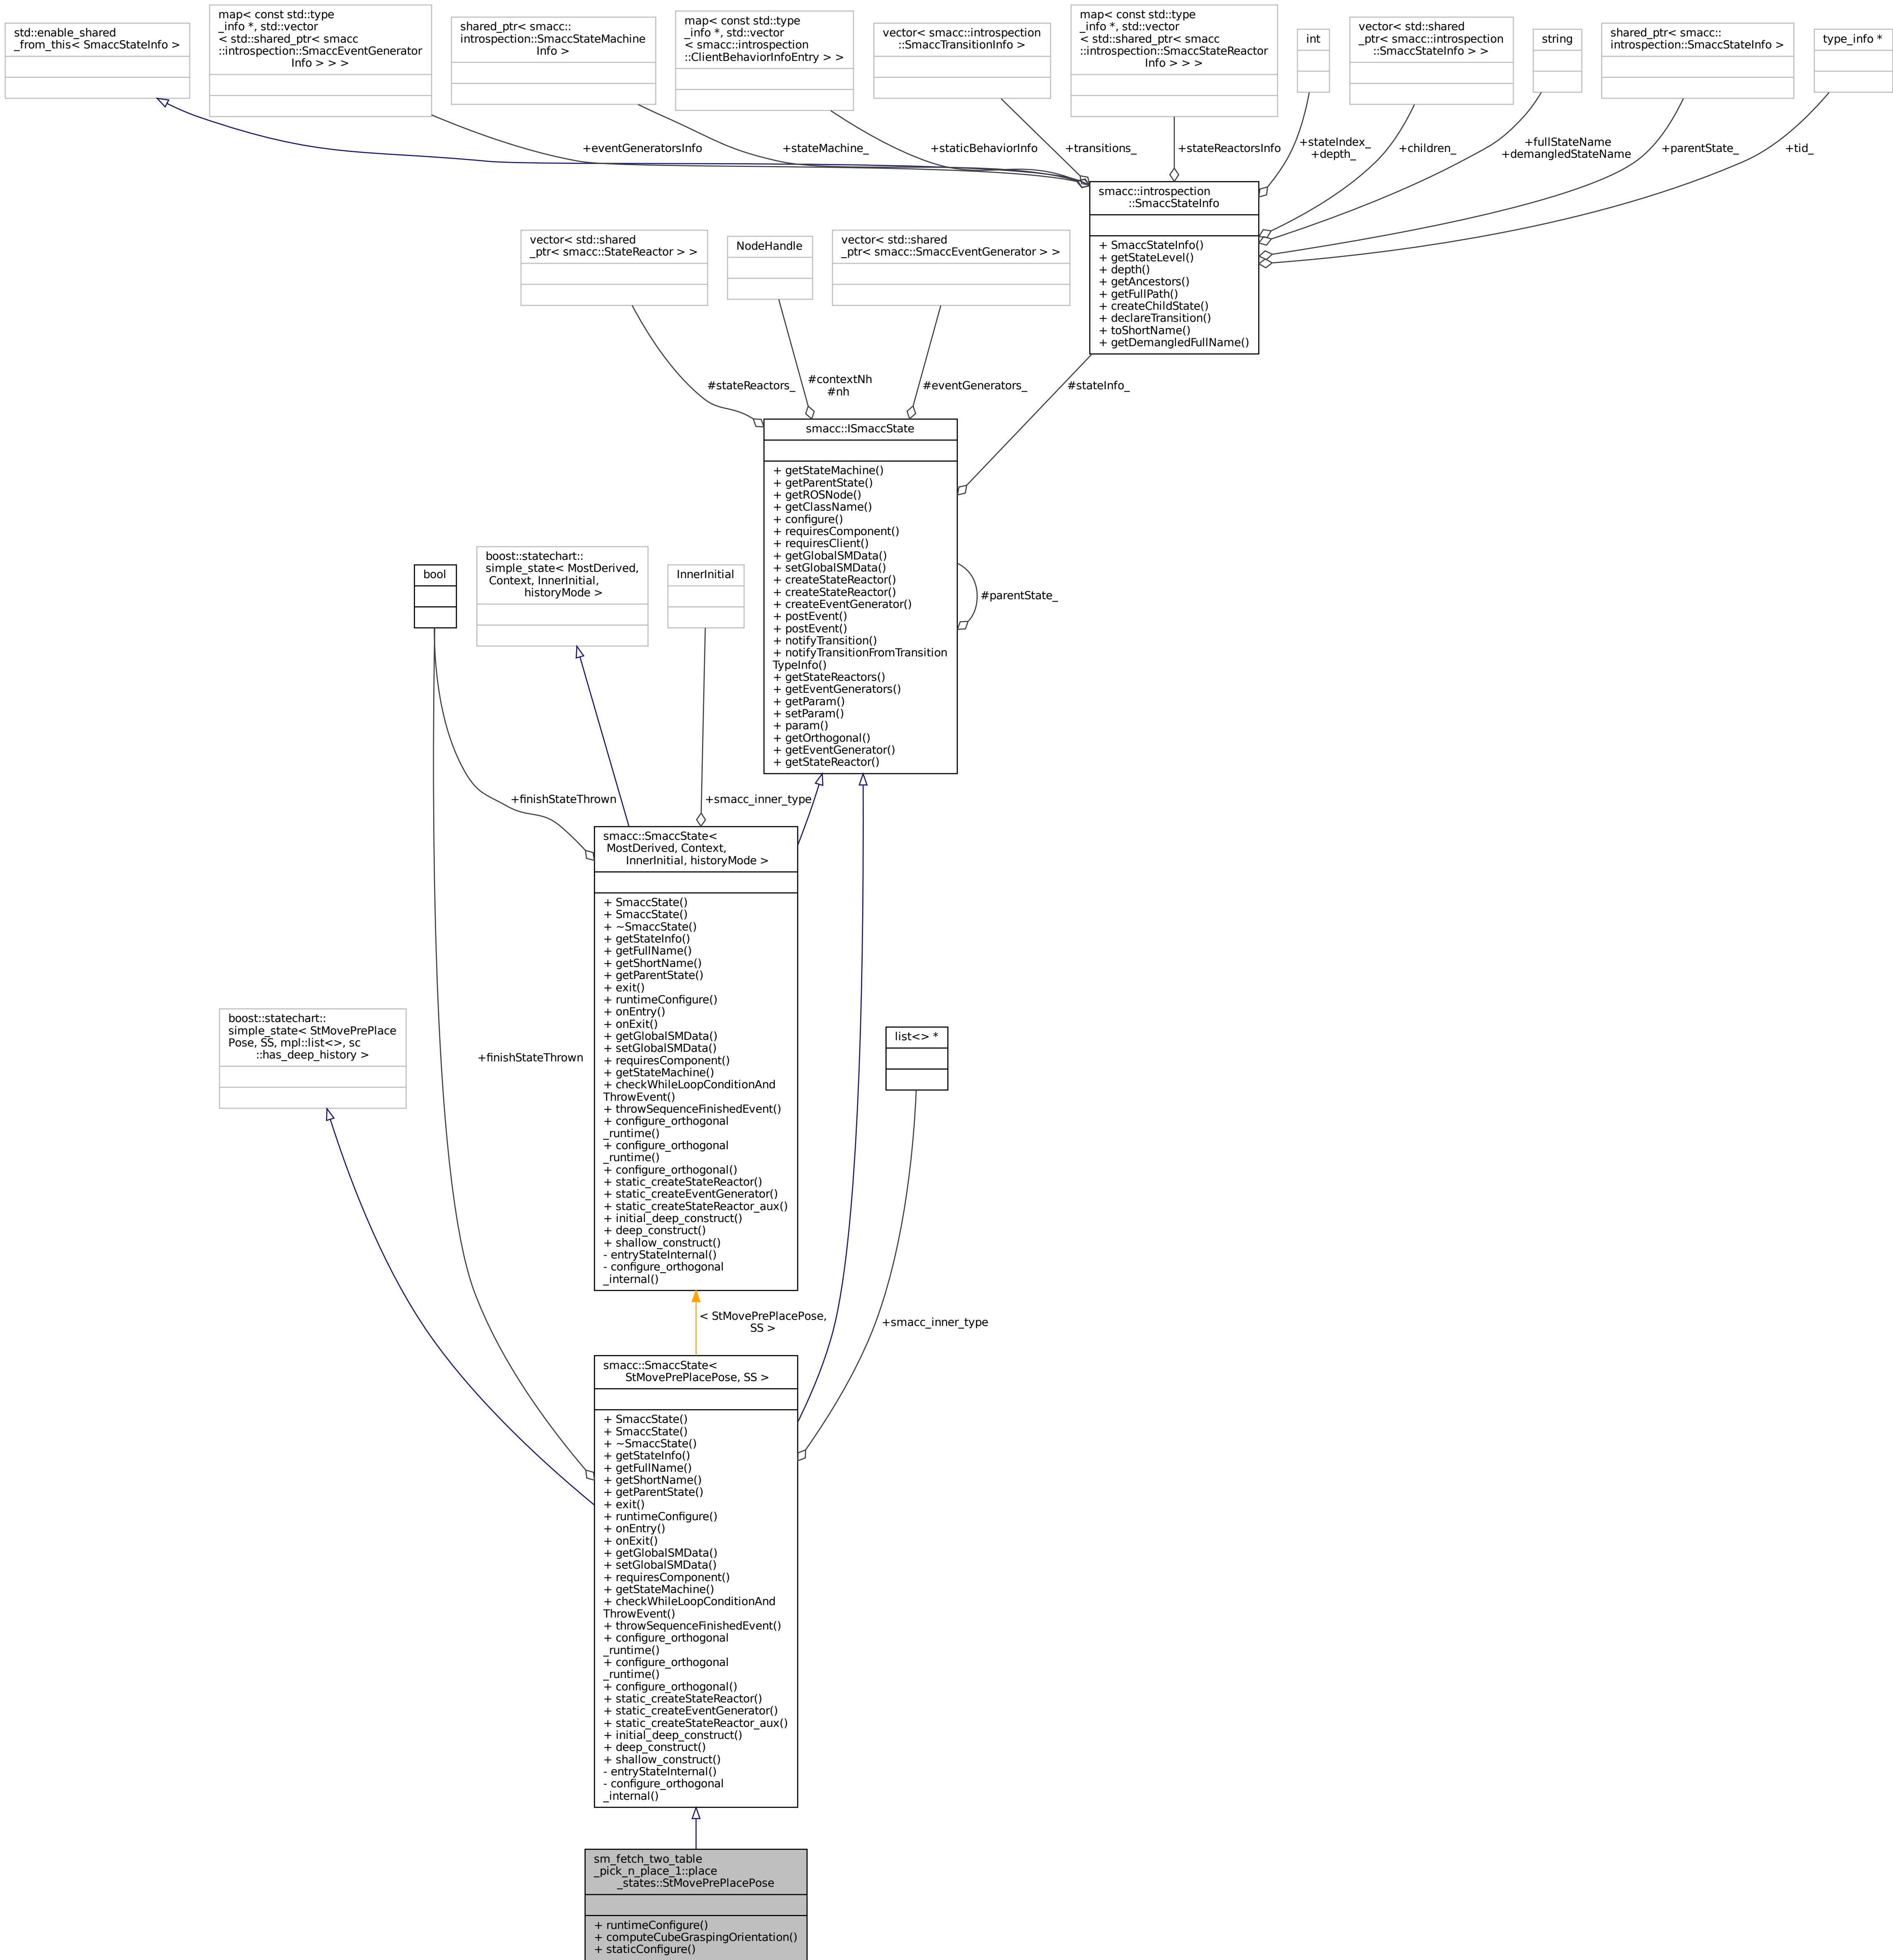 std::enable_shared
_from_this< SmaccStateInfo >
map< const std::type
_info *, std::vector
< std::shared_ptr< smacc
::introspection::SmaccEventGenerator
Info > > >
shared_ptr< smacc::
introspection::SmaccStateMachine
Info >
map< const std::type
_info *, std::vector
< smacc::introspection
::ClientBehaviorInfoEntry > >
vector< smacc::introspection
::SmaccTransitionInfo >
map< const std::type
_info *, std::vector
< std::shared_ptr< smacc
::introspection::SmaccStateReactor
Info > > >
int
vector< std::shared
_ptr< smacc::introspection
::SmaccStateInfo > >
string
shared_ptr< smacc::
introspection::SmaccStateInfo >
type_info *
+eventGeneratorsInfo
+stateMachine_
+staticBehaviorInfo
+transitions_
+stateReactorsInfo
+stateIndex_
+depth_
+children_
+fullStateName
+demangledStateName
+parentState_
+tid_
smacc::introspection
::SmaccStateInfo
+ SmaccStateInfo()
+ getStateLevel()
+ depth()
+ getAncestors()
+ getFullPath()
+ createChildState()
+ declareTransition()
+ toShortName()
+ getDemangledFullName()
vector< std::shared
_ptr< smacc::StateReactor > >
NodeHandle
vector< std::shared
_ptr< smacc::SmaccEventGenerator > >
#stateReactors_
#contextNh
#nh
#eventGenerators_
#stateInfo_
smacc::ISmaccState
+ getStateMachine()
+ getParentState()
+ getROSNode()
+ getClassName()
+ configure()
+ requiresComponent()
+ requiresClient()
+ getGlobalSMData()
+ setGlobalSMData()
+ createStateReactor()
+ createStateReactor()
+ createEventGenerator()
+ postEvent()
+ postEvent()
+ notifyTransition()
+ notifyTransitionFromTransition
TypeInfo()
+ getStateReactors()
+ getEventGenerators()
+ getParam()
+ setParam()
+ param()
+ getOrthogonal()
+ getEventGenerator()
+ getStateReactor()
#parentState_
bool
boost::statechart::
simple_state< MostDerived,
Context, InnerInitial,
historyMode >
InnerInitial
+finishStateThrown
+smacc_inner_type
smacc::SmaccState<
MostDerived, Context,
InnerInitial, historyMode >
+ SmaccState()
+ SmaccState()
+ ~SmaccState()
+ getStateInfo()
+ getFullName()
+ getShortName()
+ getParentState()
+ exit()
+ runtimeConfigure()
+ onEntry()
+ onExit()
+ getGlobalSMData()
+ setGlobalSMData()
+ requiresComponent()
+ getStateMachine()
+ checkWhileLoopConditionAnd
ThrowEvent()
+ throwSequenceFinishedEvent()
+ configure_orthogonal
_runtime()
+ configure_orthogonal
_runtime()
+ configure_orthogonal()
+ static_createStateReactor()
+ static_createEventGenerator()
+ static_createStateReactor_aux()
+ initial_deep_construct()
+ deep_construct()
+ shallow_construct()
- entryStateInternal()
- configure_orthogonal
_internal()
boost::statechart::
simple_state< StMovePrePlace
Pose, SS, mpl::list<>, sc
::has_deep_history >
+finishStateThrown
list<> *
< StMovePrePlacePose,
SS >
+smacc_inner_type
smacc::SmaccState<
StMovePrePlacePose, SS >
+ SmaccState()
+ SmaccState()
+ ~SmaccState()
+ getStateInfo()
+ getFullName()
+ getShortName()
+ getParentState()
+ exit()
+ runtimeConfigure()
+ onEntry()
+ onExit()
+ getGlobalSMData()
+ setGlobalSMData()
+ requiresComponent()
+ getStateMachine()
+ checkWhileLoopConditionAnd
ThrowEvent()
+ throwSequenceFinishedEvent()
+ configure_orthogonal
_runtime()
+ configure_orthogonal
_runtime()
+ configure_orthogonal()
+ static_createStateReactor()
+ static_createEventGenerator()
+ static_createStateReactor_aux()
+ initial_deep_construct()
+ deep_construct()
+ shallow_construct()
- entryStateInternal()
- configure_orthogonal
_internal()
sm_fetch_two_table
_pick_n_place_1::place
_states::StMovePrePlacePose
+ runtimeConfigure()
+ computeCubeGraspingOrientation()
+ staticConfigure()